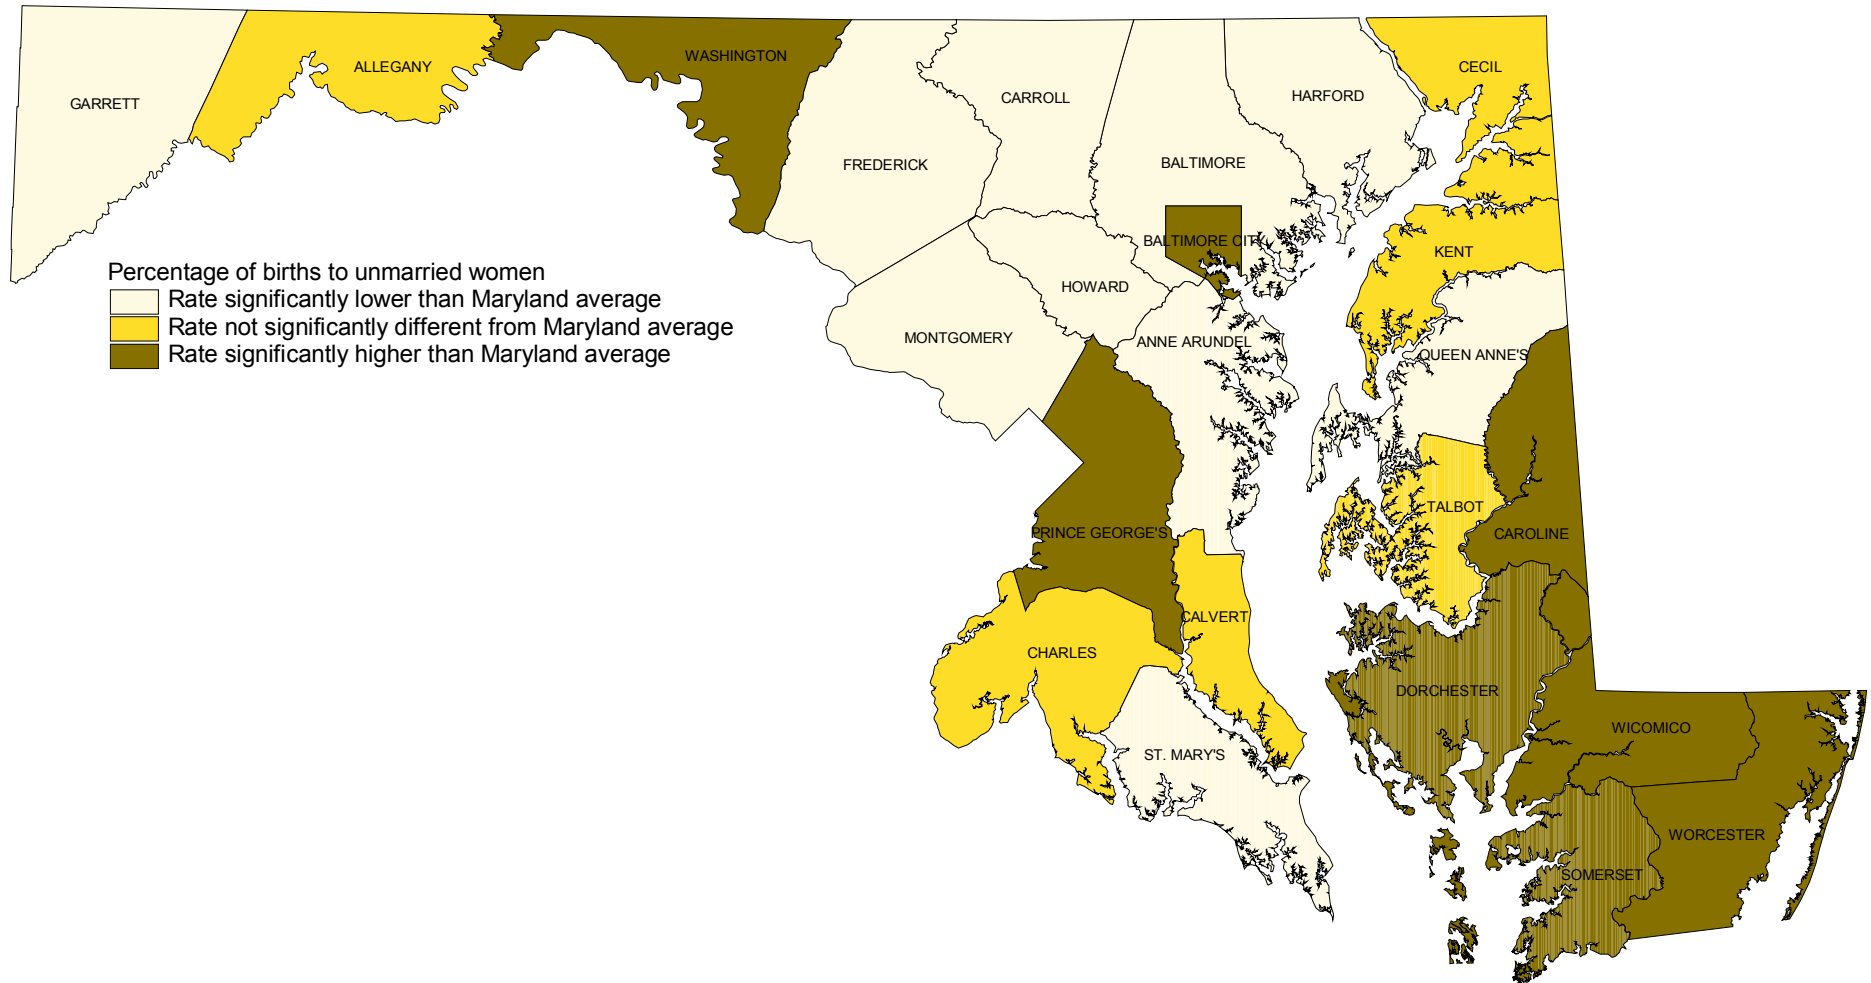 WASHINGTON
ALLEGANY
CECIL
GARRETT
CARROLL
HARFORD
FREDERICK
BALTIMORE
BALTIMORE CITY
KENT
Percentage of births to unmarried women
Rate significantly lower than Maryland average
Rate not significantly different from Maryland average
Rate significantly higher than Maryland average
HOWARD
MONTGOMERY
ANNE ARUNDEL
QUEEN ANNE'S
TALBOT
PRINCE GEORGE'S
CAROLINE
CALVERT
CHARLES
DORCHESTER
WICOMICO
ST. MARY'S
WORCESTER
SOMERSET